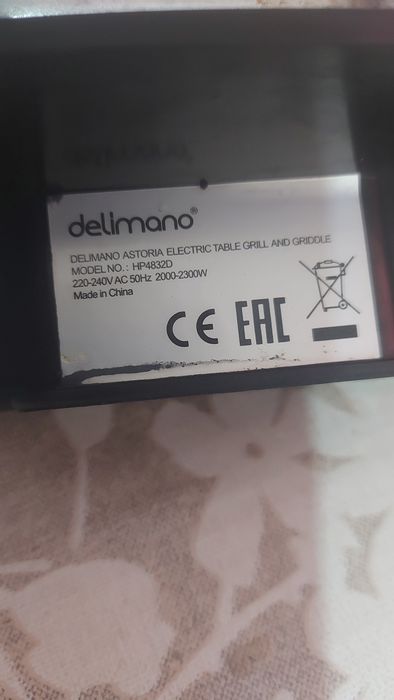 delimano®
DELIMANO ASTORIA ELECTRIC TABLE GRILL AND GRIDDLE
MODEL NO.: HP4832D
220-240V AC 50Hz 2000-2300W
Made in China
CE EAC